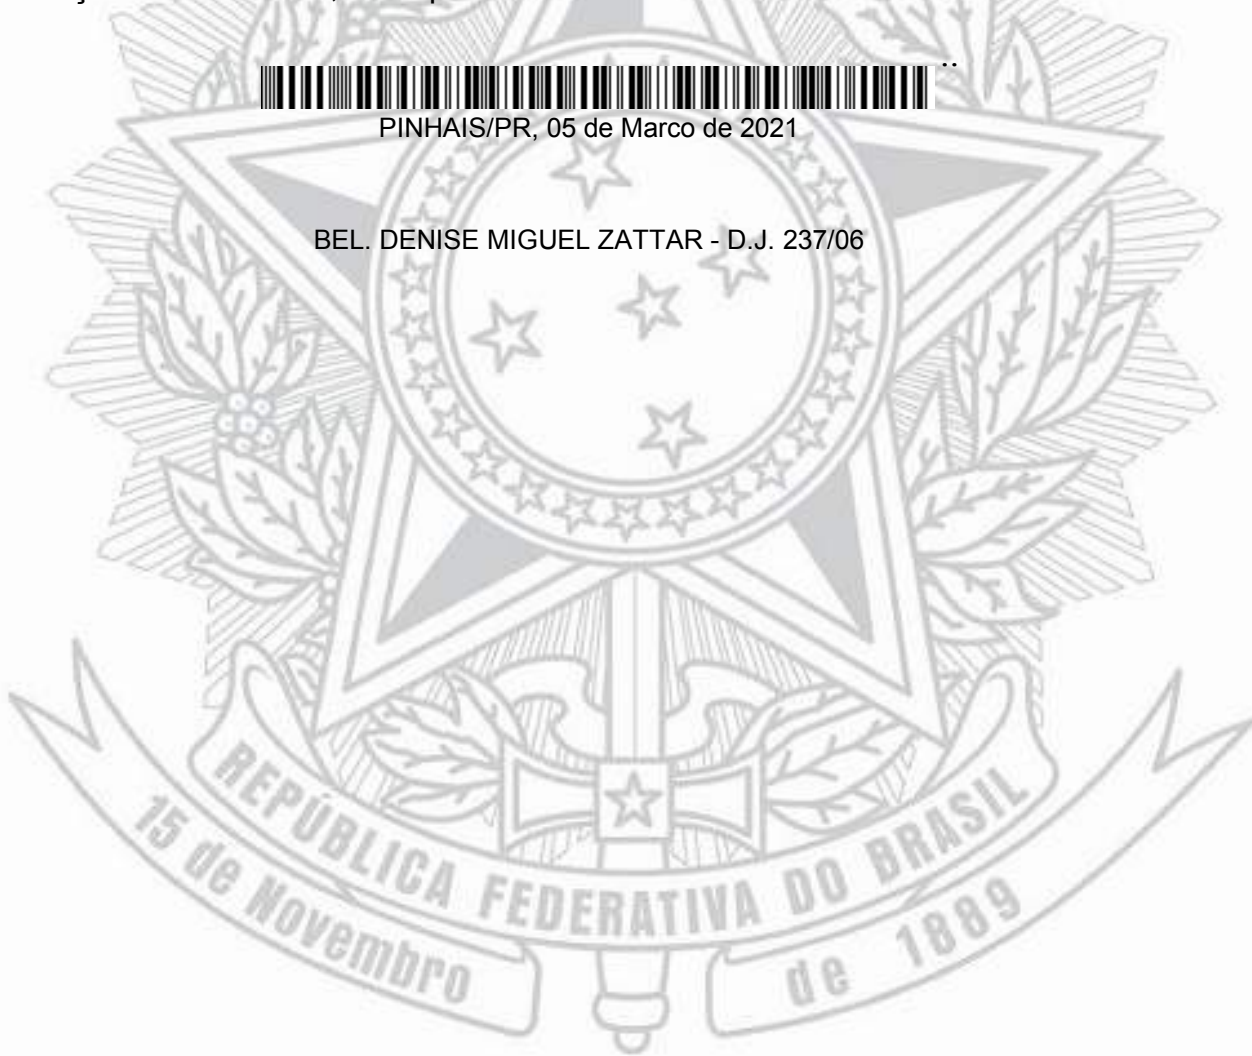 ..
PINHAIS/PR, 05 de Marco de 2021
BEL. DENISE MIGUEL ZATTAR - D.J. 237/06
REPÚBLICA FEDERATIVA DO BRASIL
15 de Novembro de 1889